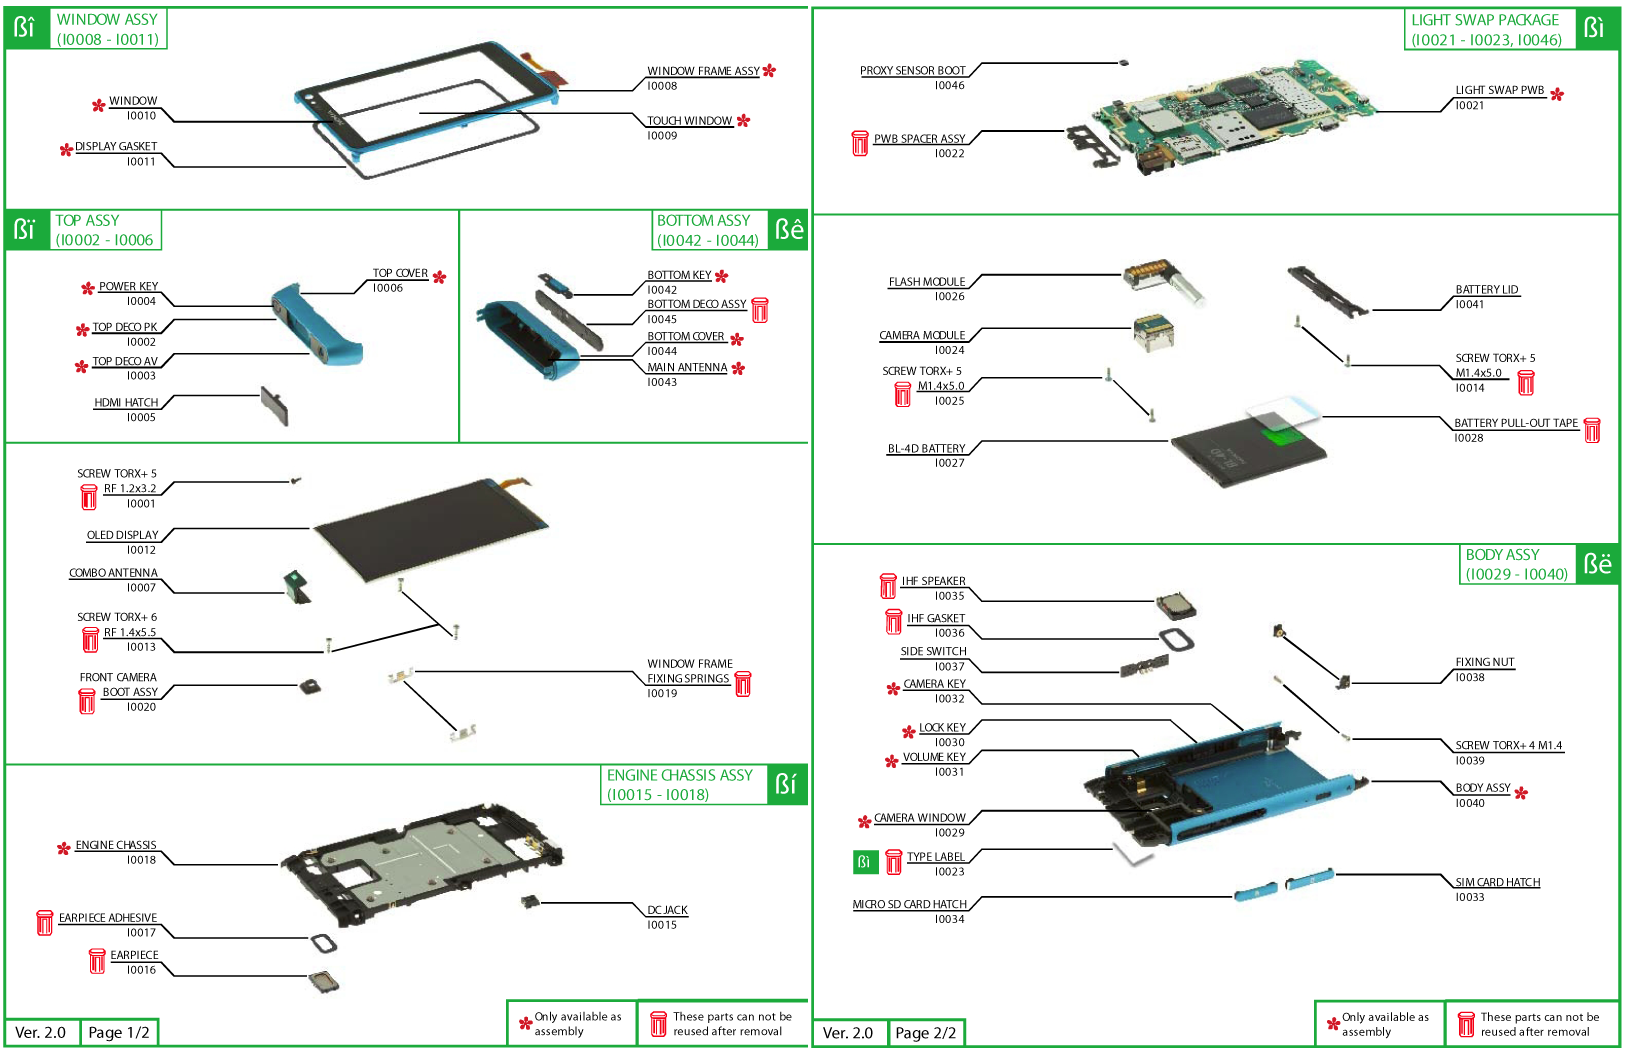 ßî
WINDOW ASSY
(I0008 - I0011)
WINDOW
I0010
DISPLAY GASKET
I0011
WINDOW FRAME ASSY
I0008
TOUCH WINDOW
I0009
ßï
TOP ASSY
(I0002 - I0006
POWER KEY
I0004
TOP DECO PK
I0002
TOP DECO AV
I0003
HDMI HATCH
I0005
TOP COVER
I0006
BOTTOM ASSY
(I0042 - I0044)
ßê
BOTTOM KEY
I0042
BOTTOM DECO ASSY
I0045
BOTTOM COVER
I0044
MAIN ANTENNA
I0043
SCREW TORX+ 5
RF 1.2x3.2
I0001
OLED DISPLAY
I0012
COMBO ANTENNA
I0007
SCREW TORX+ 6
RF 1.4x5.5
I0013
FRONT CAMERA
BOOT ASSY
I0020
WINDOW FRAME
FIXING SPRINGS
I0019
ENGINE CHASSIS ASSY
(I0015 - I0018)
ßí
ENGINE CHASSIS
I0018
EARPIECE ADHESIVE
I0017
EARPIECE
I0016
DC JACK
I0015
Ver. 2.0
Page 1/2
Only available as
assembly
These parts can not be
reused after removal
LIGHT SWAP PACKAGE
(I0021 - I0023, I0046)
ßì
PROXY SENSOR BOOT
I0046
PWB SPACER ASSY
I0022
LIGHT SWAP PWB
I0021
FLASH MODULE
I0026
CAMERA MODULE
I0024
SCREW TORX+ 5
M1.4x5.0
I0025
BL-4D BATTERY
I0027
BL-4D
BATTERY LID
I0041
SCREW TORX+ 5
M1.4x5.0
I0014
BATTERY PULL-OUT TAPE
I0028
BODY ASSY
(I0029 - I0040)
ßë
IHF SPEAKER
I0035
IHF GASKET
I0036
SIDE SWITCH
I0037
CAMERA KEY
I0032
LOCK KEY
I0030
VOLUME KEY
I0031
CAMERA WINDOW
I0029
ßì
TYPE LABEL
I0023
MICRO SD CARD HATCH
I0034
FIXING NUT
I0038
SCREW TORX+ 4 M1.4
I0039
BODY ASSY
I0040
SIM CARD HATCH
I0033
Ver. 2.0
Page 2/2
Only available as
assembly
These parts can not be
reused after removal